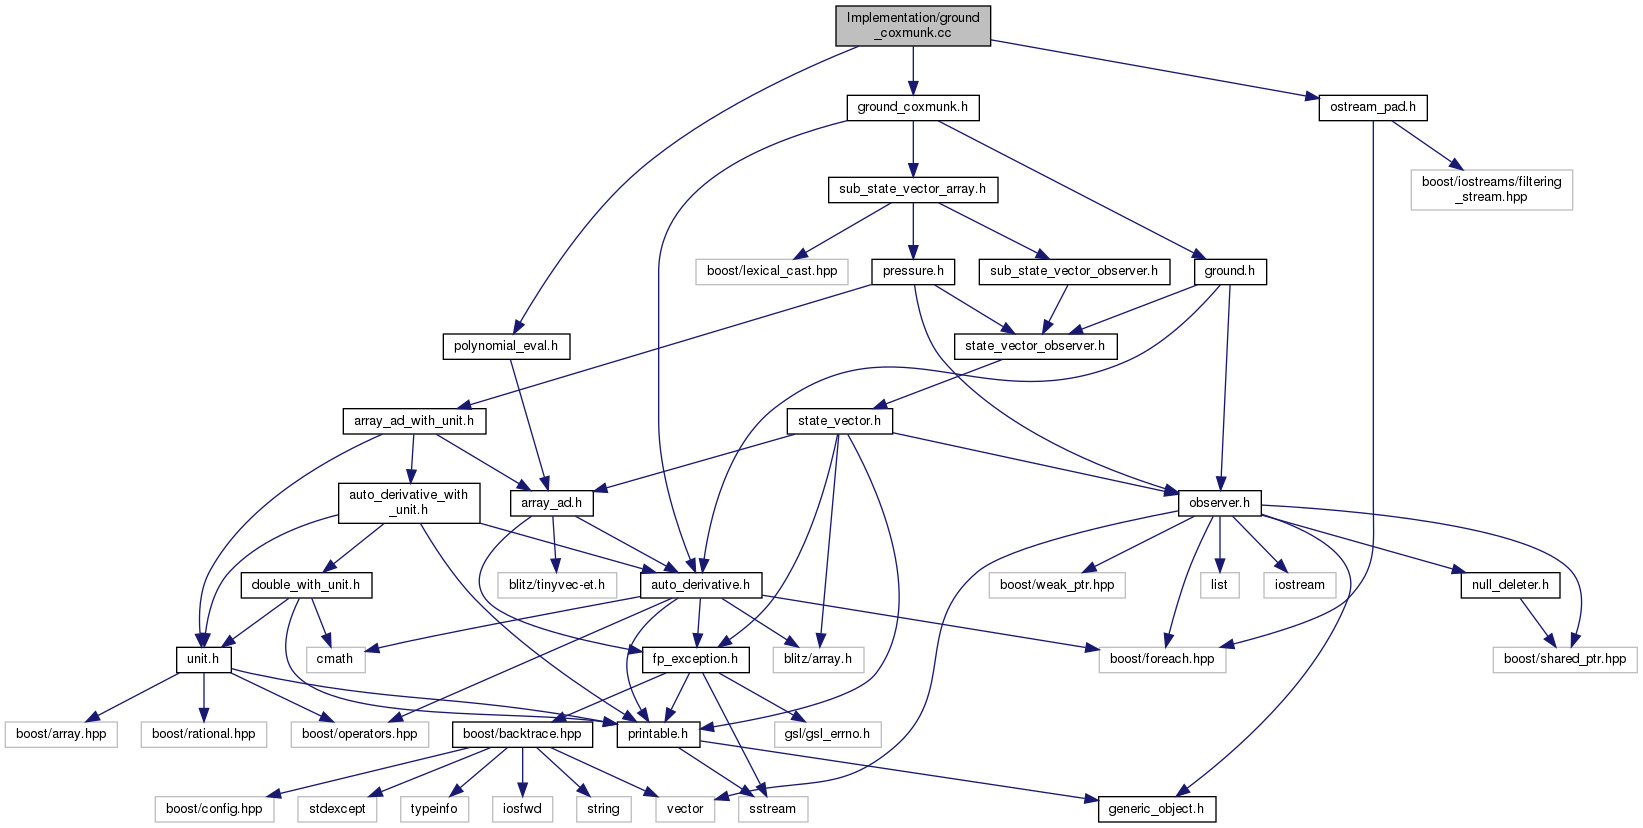 Implementation/ground
_coxmunk.cc
ground_coxmunk.h
ostream_pad.h
sub_state_vector_array.h
boost/iostreams/filtering
_stream.hpp
boost/lexical_cast.hpp
pressure.h
sub_state_vector_observer.h
ground.h
polynomial_eval.h
state_vector_observer.h
array_ad_with_unit.h
state_vector.h
auto_derivative_with
_unit.h
array_ad.h
observer.h
double_with_unit.h
blitz/tinyvec-et.h
auto_derivative.h
boost/weak_ptr.hpp
list
iostream
null_deleter.h
unit.h
cmath
fp_exception.h
blitz/array.h
boost/foreach.hpp
boost/shared_ptr.hpp
boost/array.hpp
boost/rational.hpp
boost/operators.hpp
boost/backtrace.hpp
printable.h
gsl/gsl_errno.h
boost/config.hpp
stdexcept
typeinfo
iosfwd
string
vector
sstream
generic_object.h